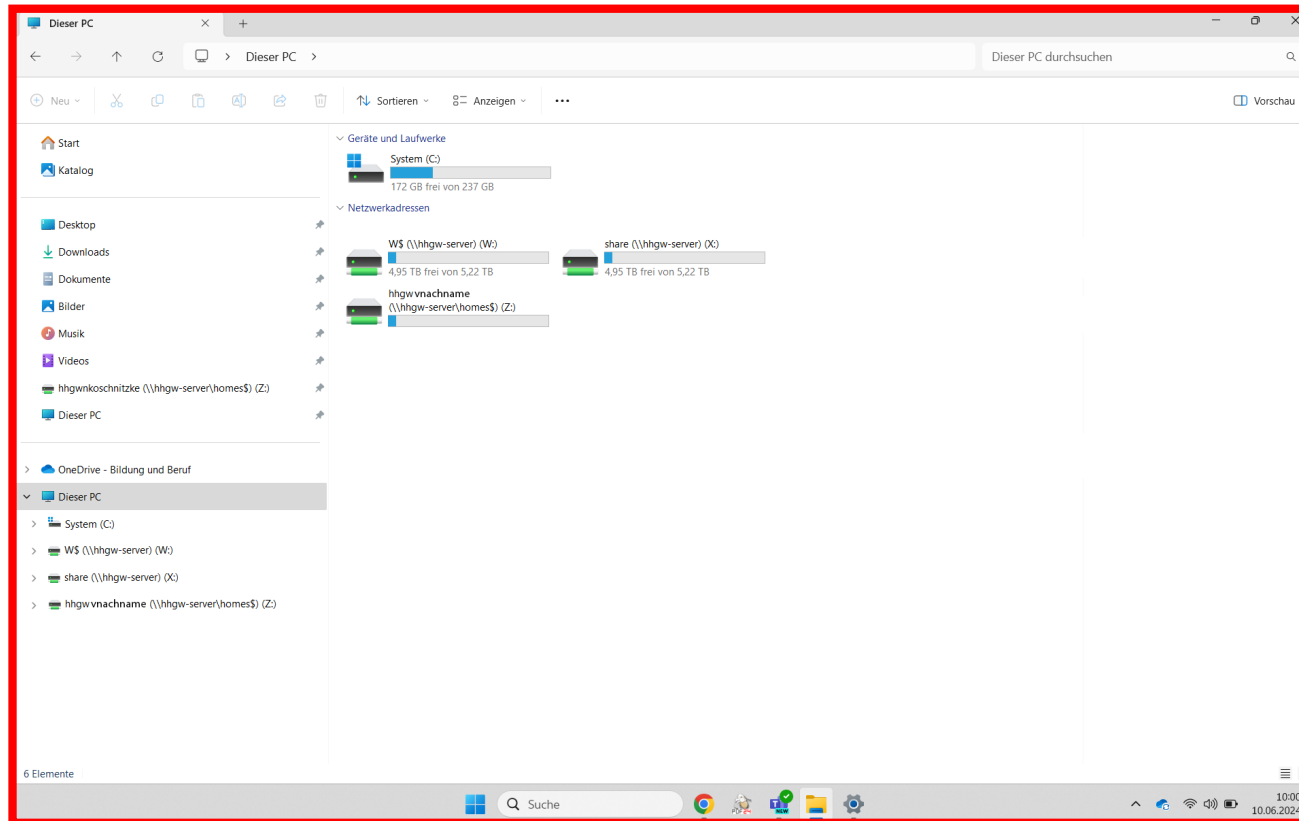 Dieser PC
Dieser PC
Dieser PC durchsuchen
Neu
Sortieren
Anzeigen
Vorschau
Start
Katalog
Desktop
Downloads
Dokumente
Bilder
Musik
Videos
hhgwnkoschnitzke (\\hhgw-server\homes$) (Z:)
Dieser PC
OneDrive - Bildung und Beruf
Dieser PC
System (C:)
W$ (\\hhgw-server) (W:)
share (\\hhgw-server) (X:)
hhgwvnachname (\\hhgw-server\homes$) (Z:)
Geräte und Laufwerke
System (C:)
172 GB frei von 237 GB
Netzwerkadressen
W$ (\\hhgw-server) (W:)
4,95 TB frei von 5,22 TB
share (\\hhgw-server) (X:)
4,95 TB frei von 5,22 TB
hhgwvnachname
(\\hhgw-server\homes$) (Z:)
6 Elemente
Suche
NEW
10:00
10.06.2024